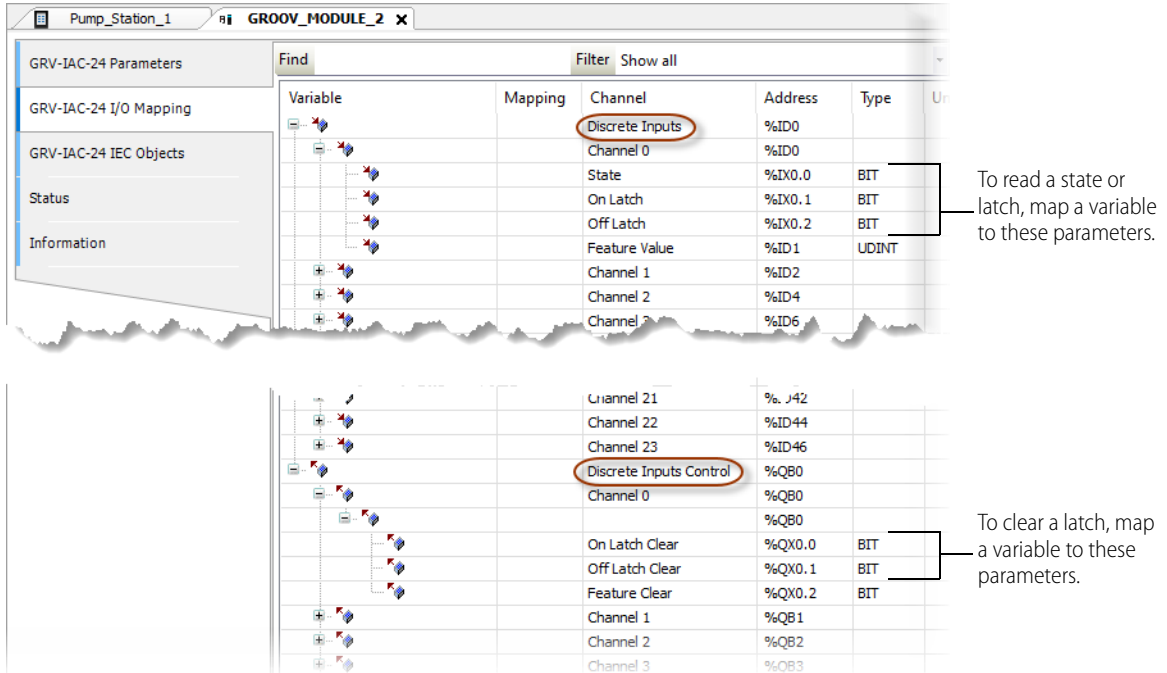 Pump_Station_1 GROOV_MODULE_2
GRV-IAC-24 Parameters
GRV-IAC-24 I/O Mapping
GRV-IAC-24 IEC Objects
Status
Information
Find Filter Show all
Variable Mapping Channel Address Type
Discrete Inputs %ID0
Channel 0 %ID0
State %IX0.0 BIT
On Latch %IX0.1 BIT
Off Latch %IX0.2 BIT
Feature Value %ID1 UDINT
Channel 1 %ID2
Channel 2 %ID4
Channel %ID6
To read a state or
latch, map a variable
to these parameters.
Channel 21
Channel 22 %ID44
Channel 23 %ID46
Discrete Inputs Control %QB0
Channel 0 %QB0
%QB0
On Latch Clear %QX0.0 BIT
Off Latch Clear %QX0.1 BIT
Feature Clear %QX0.2 BIT
Channel 1 %QB1
Channel 2 %QB2
Channel 3 %QB3
To clear a latch, map
a variable to these
parameters.